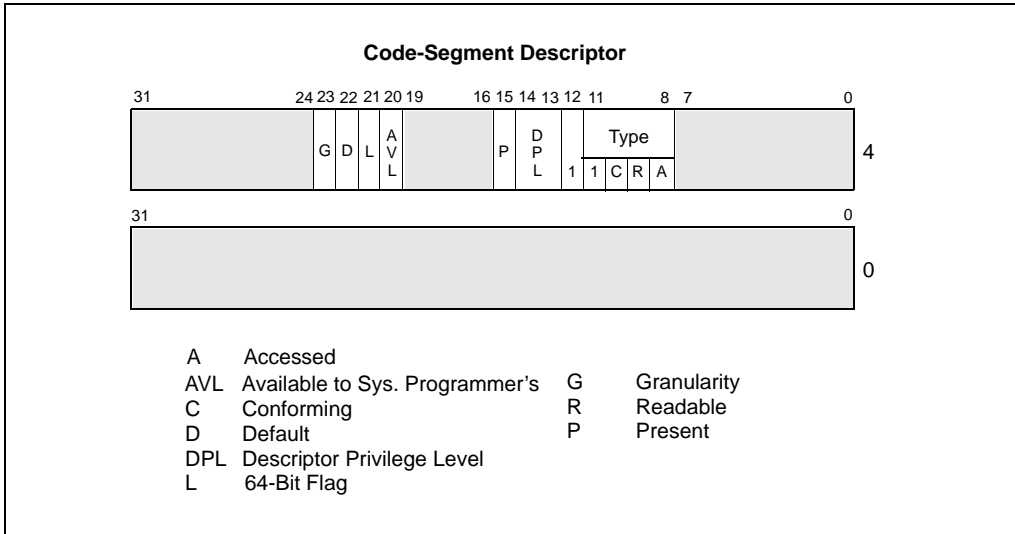 Code-Segment Descriptor
31 24 23 22 21 20 19 16 15 14 13 12 11 8 7 0
G D L AVL P DPL Type 4
1 1 C R A
31 0
0
A Accessed
AVL Available to Sys. Programmer's
C Conforming
D Default
DPL Descriptor Privilege Level
L 64-Bit Flag
G Granularity
R Readable
P Present